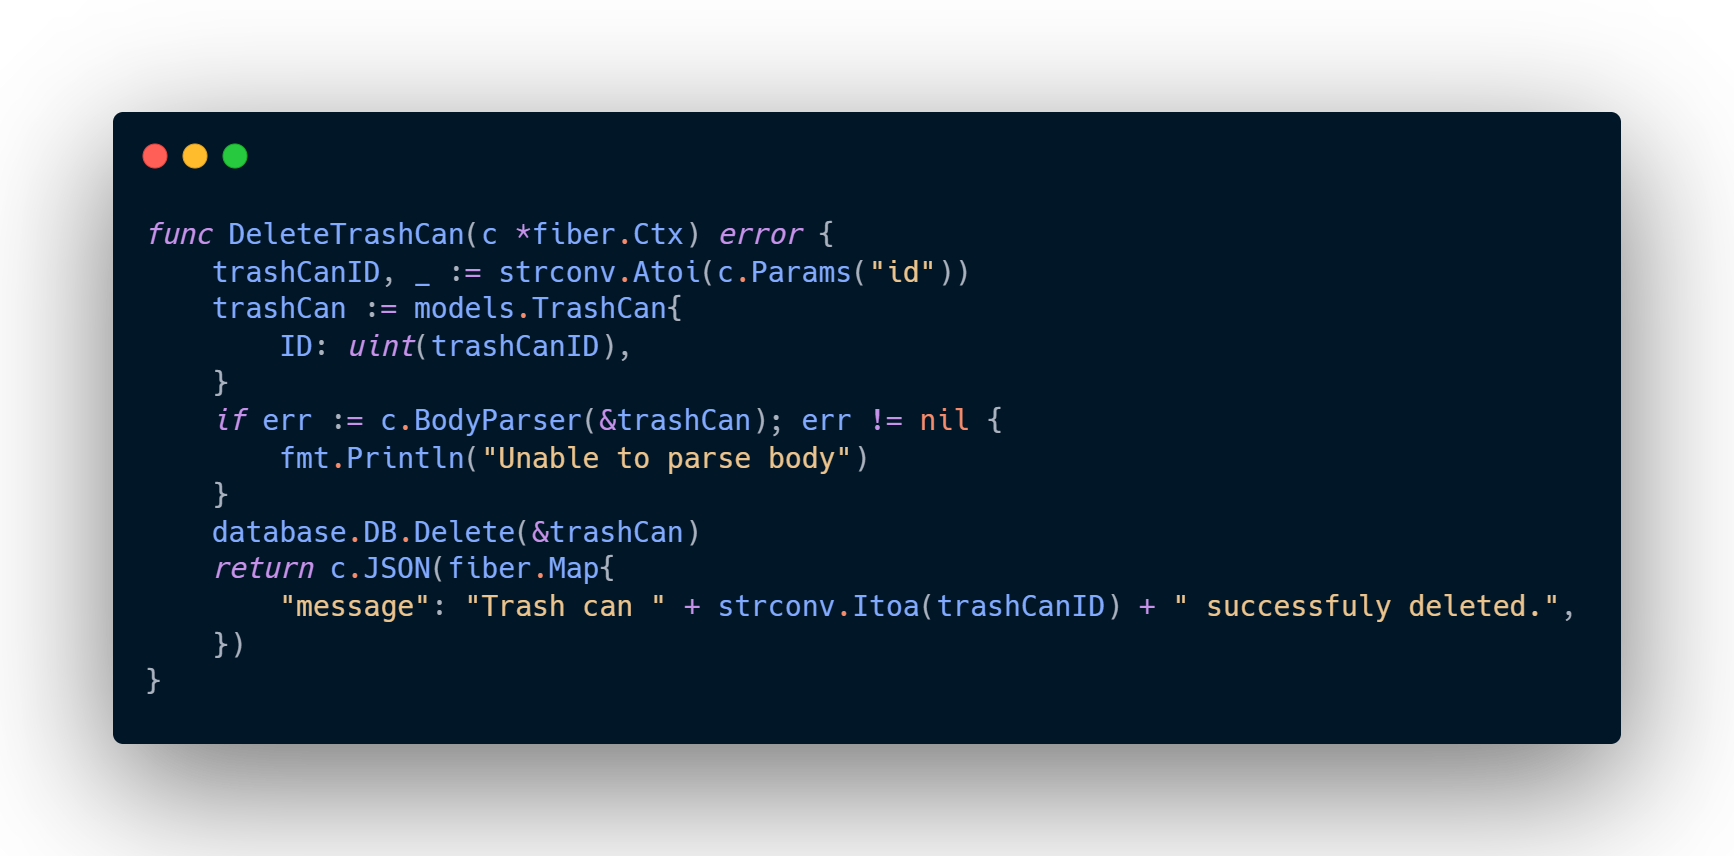 func DeleteTrashCan(c *fiber.Ctx) error {
    trashCanID, _ := strconv.Atoi(c.Params("id"))
    trashCan := models.TrashCan{
        ID: uint(trashCanID),
    }
    if err := c.BodyParser(&trashCan); err != nil {
        fmt.Println("Unable to parse body")
    }
    database.DB.Delete(&trashCan)
    return c.JSON(fiber.Map{
        "message": "Trash can " + strconv.Itoa(trashCanID) + " successfuly deleted.",
    })
}